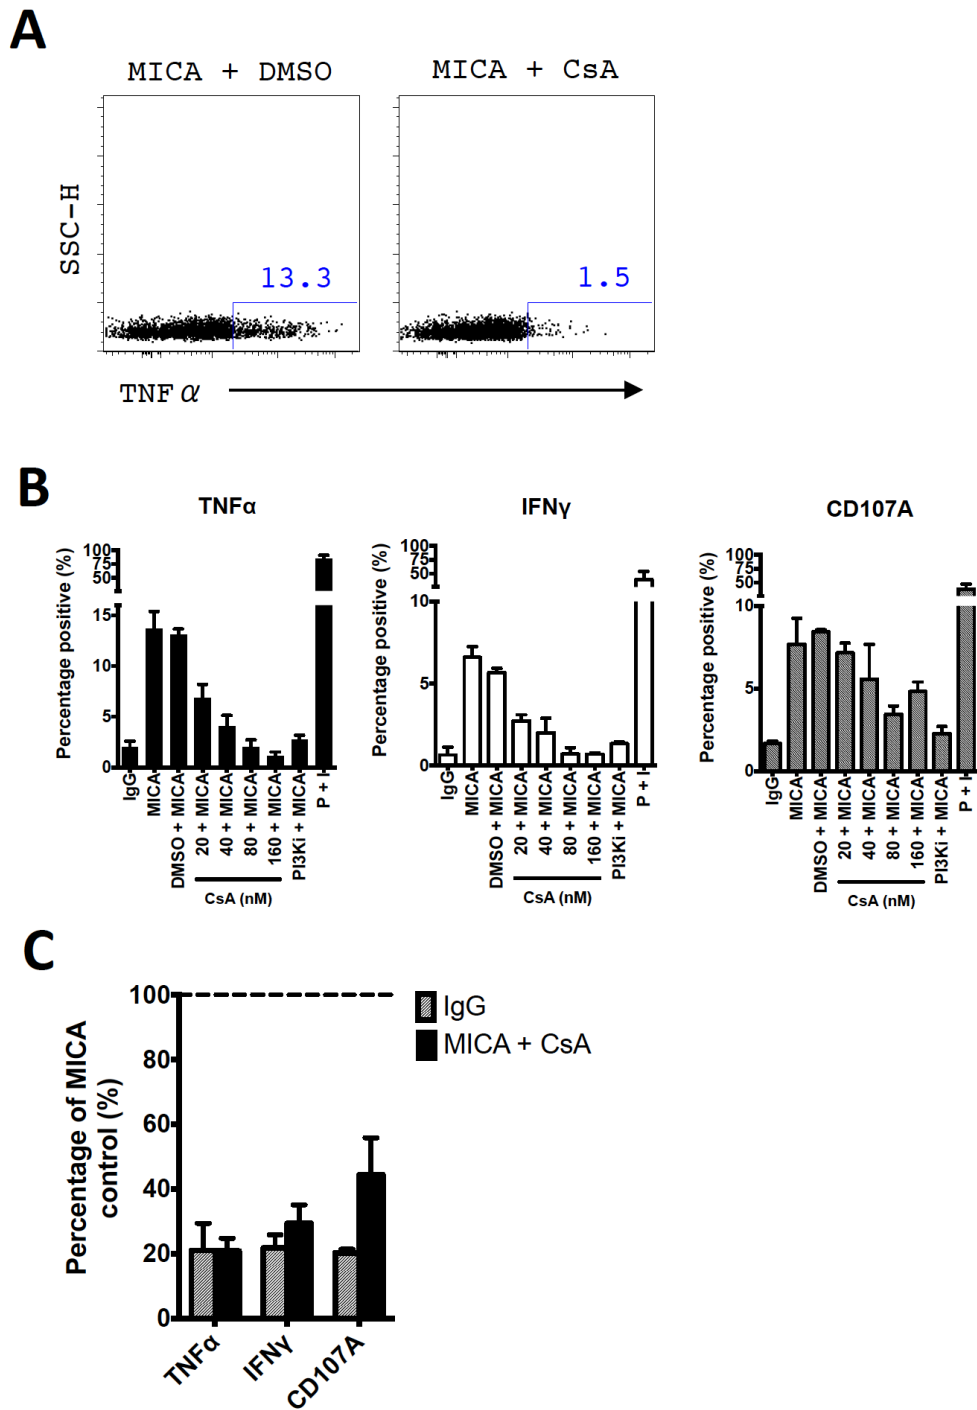 A
MICA + DMSO
MICA + CsA
SSC-H
13.3
1.5
TNF α
B
TNFα
Percentage positive (%)
100
75
50
15
10
5
0
IgG
MICA
DMSO + MICA
20 + MICA
40 + MICA
80 + MICA
160 + MICA
PI3Ki + MICA
P + I
CsA (nM)
IFNγ
Percentage positive (%)
100
75
50
10
5
0
IgG
MICA
DMSO + MICA
20 + MICA
40 + MICA
80 + MICA
160 + MICA
PI3Ki + MICA
P + I
CsA (nM)
CD107A
Percentage positive (%)
100
75
50
10
5
0
IgG
MICA
DMSO + MICA
20 + MICA
40 + MICA
80 + MICA
160 + MICA
PI3Ki + MICA
P + I
CsA (nM)
C
Percentage of MICA
control (%)
100
80
60
40
20
0
TNFα
IFNγ
CD107A
IgG
MICA + CsA